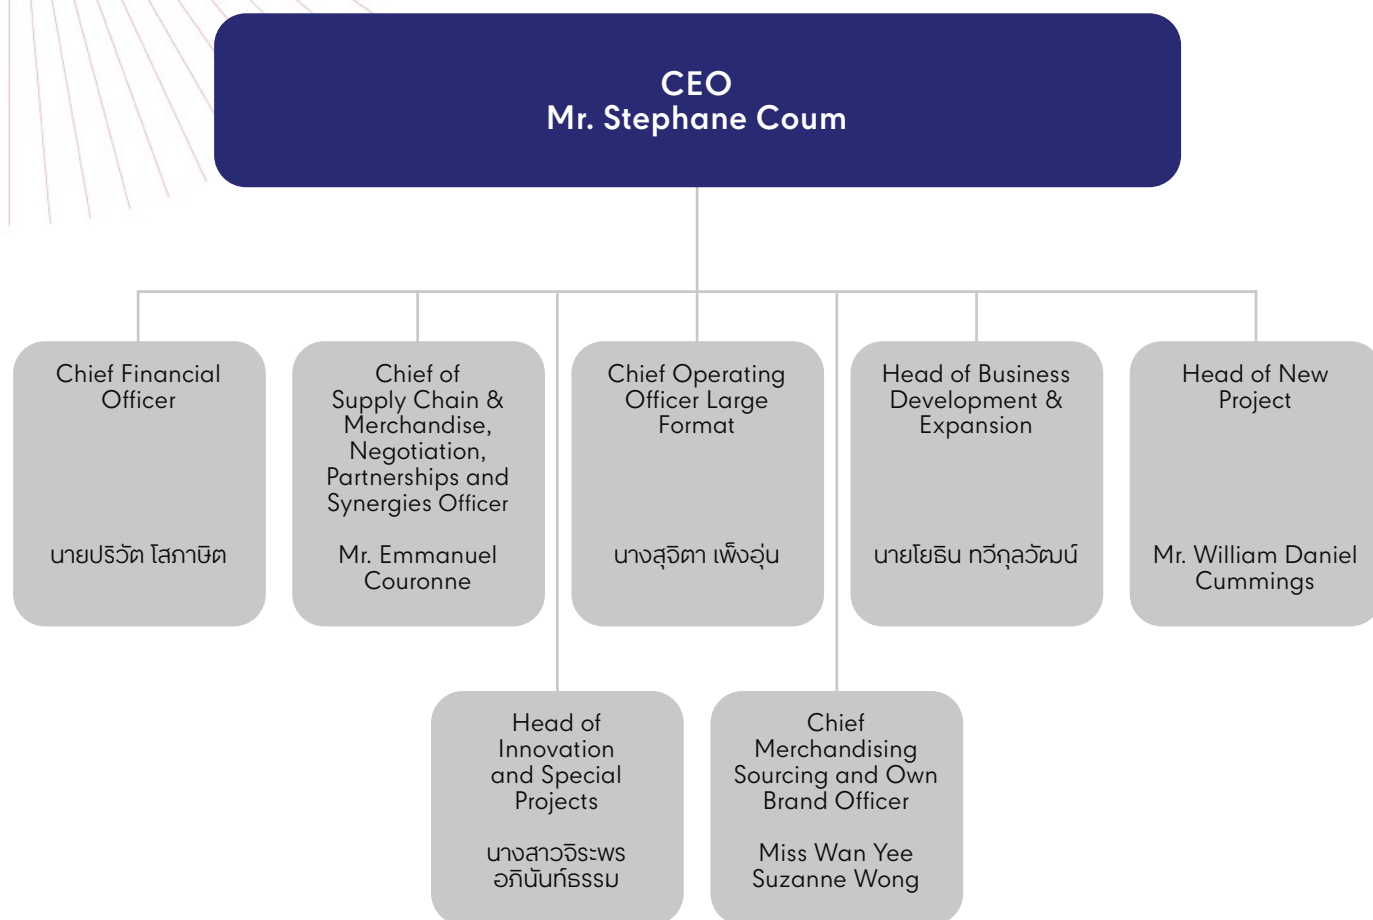 CEO
Mr. Stephane Coum
Chief Financial
Officer
นายปริวัต โสภาษิต
Chief of
Supply Chain &
Merchandise,
Negotiation,
Partnerships and
Synergies Officer
Mr. Emmanuel
Couronne
Chief Operating
Officer Large
Format
นางสุจิตา เพ็งอุ่น
Head of Business
Development &
Expansion
นายโยธิน ทวีกุลวัฒน์
Head of New
Project
Mr. William Daniel
Cummings
Head of
Innovation
and Special
Projects
นางสาวจิระพร
อภินันท์ธรรม
Chief
Merchandising
Sourcing and Own
Brand Officer
Miss Wan Yee
Suzanne Wong